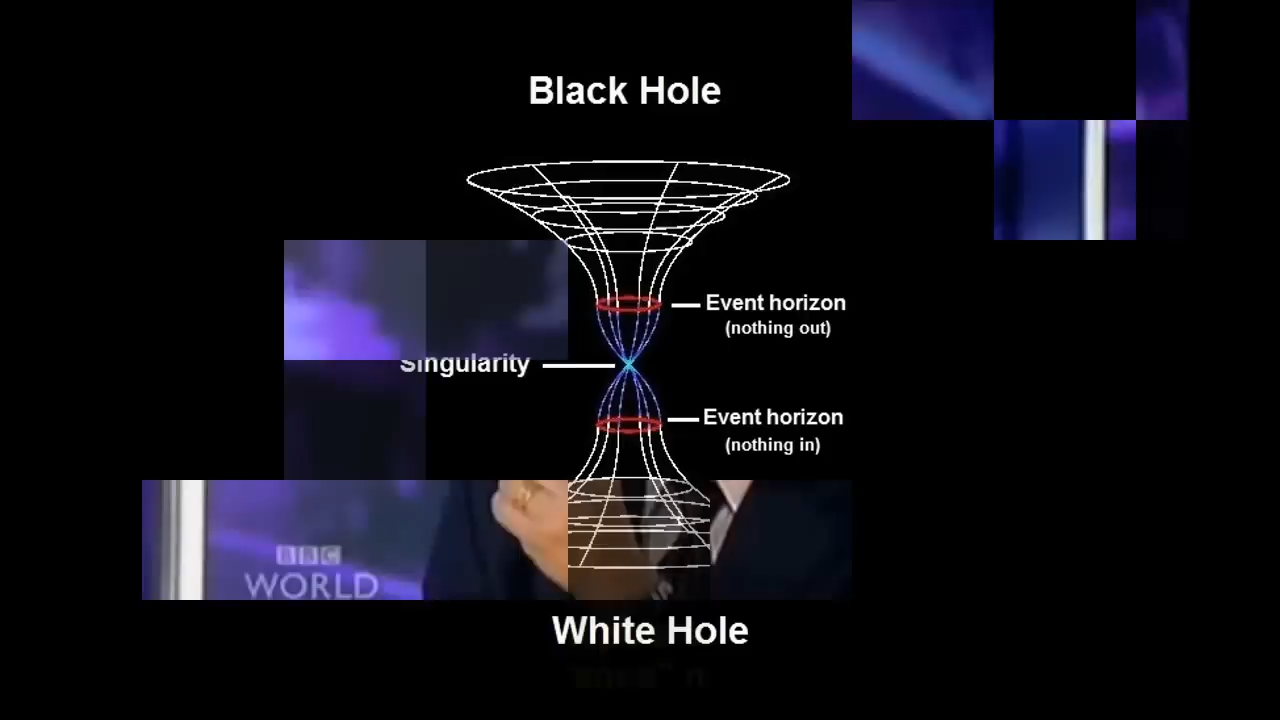 Black Hole
Event horizon
(nothing out)
Singularity
Event horizon
(nothing in)
BBC
WORLD
White Hole